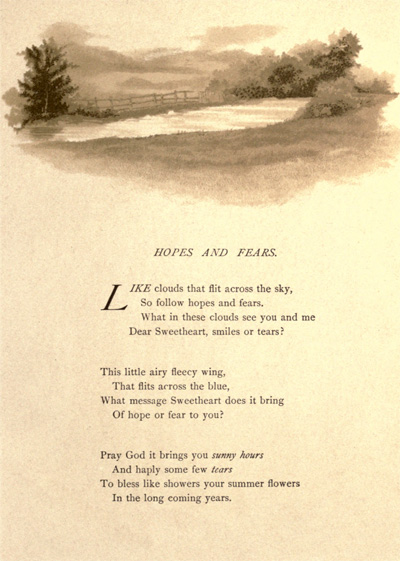 HOPES AND FEARS.
LIKE clouds that flit across the sky,
So follow hopes and fears.
What in these clouds see you and me
Dear Sweetheart, smiles or tears?
This little airy fleecy wing,
That flits across the blue,
What message Sweetheart does it bring
Of hope or fear to you?
Pray God it brings you sunny hours
And haply some few tears
To bless like showers your summer flowers
In the long coming years.